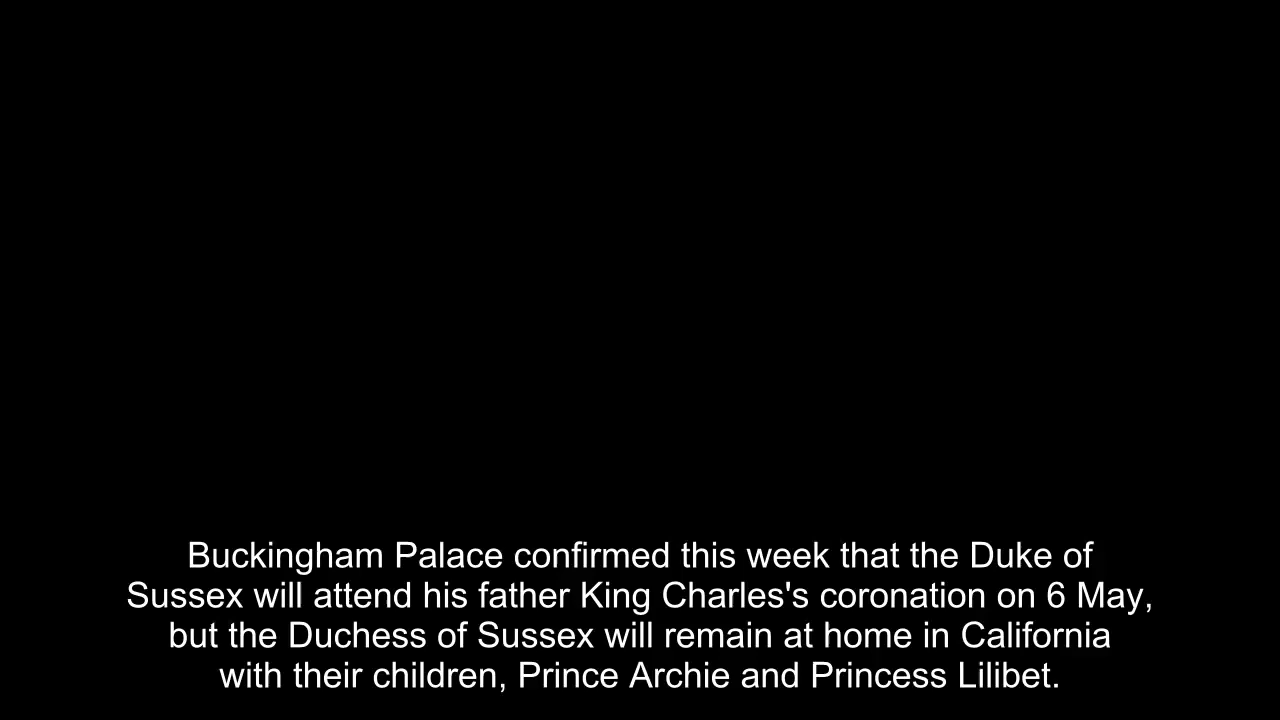 Buckingham Palace confirmed this week that the Duke of
Sussex will attend his father King Charles's coronation on 6 May,
but the Duchess of Sussex will remain at home in California
with their children, Prince Archie and Princess Lilibet.